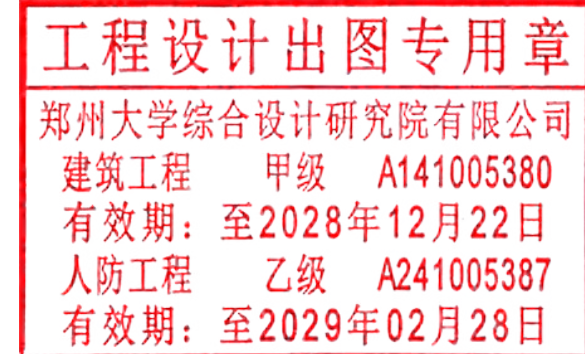 工程设计出图专用章
郑州大学综合设计研究院有限公司
建筑工程 甲级 A141005380
有效期：至2028年12月22日
人防工程 乙级 A241005387
有效期：至2029年02月28日